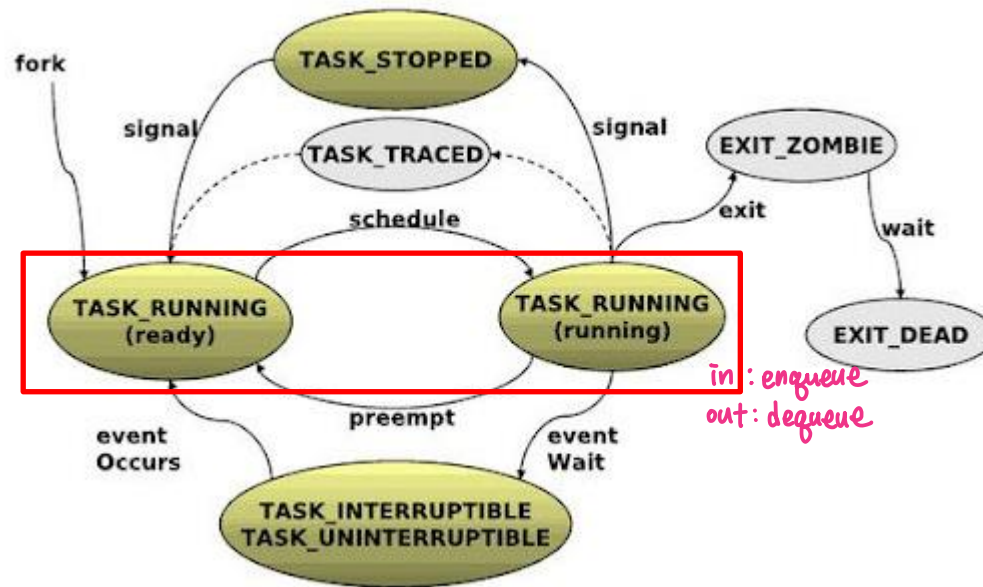 fork
TASK_STOPPED
signal
signal
TASK_TRACED
EXIT_ZOMBIE
exit
schedule
wait
TASK_RUNNING
(ready)
TASK_RUNNING
(running)
EXIT_DEAD
in : enqueue
out : dequeue
preempt
event
Occurs
event
Wait
TASK_INTERRUPTIBLE
TASK_UNINTERRUPTIBLE